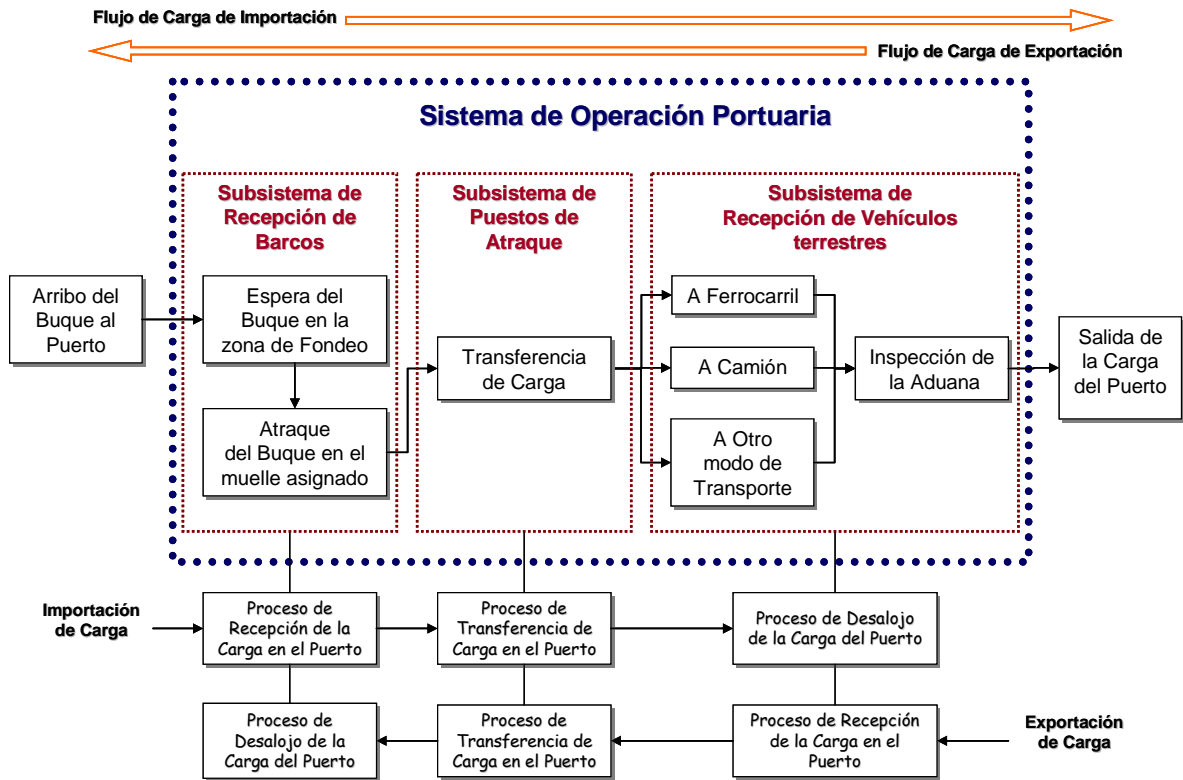 Flujo de Carga de Importación
Flujo de Carga de Exportación
Sistema de Operación Portuaria
Subsistema de
Recepción de
Barcos
Subsistema de
Puestos de
Atraque
Subsistema de
Recepción de Vehículos
terrestres
Arribo del
Buque al
Puerto
Espera del
Buque en la
zona de Fondeo
Atraque
del Buque en el
muelle asignado
Transferencia
de Carga
A Ferrocarril
A Camión
A Otro
modo de
Transporte
Inspección de
la Aduana
Salida de
la Carga
del Puerto
Importación
de Carga
Proceso de
Recepción de la
Carga en el Puerto
Proceso de
Transferencia de
Carga en el Puerto
Proceso de Desalojo
de la Carga del Puerto
Proceso de
Desalojo de la
Carga del Puerto
Proceso de
Transferencia de
Carga en el Puerto
Proceso de Recepción
de la Carga en el
Puerto
Exportación
de Carga